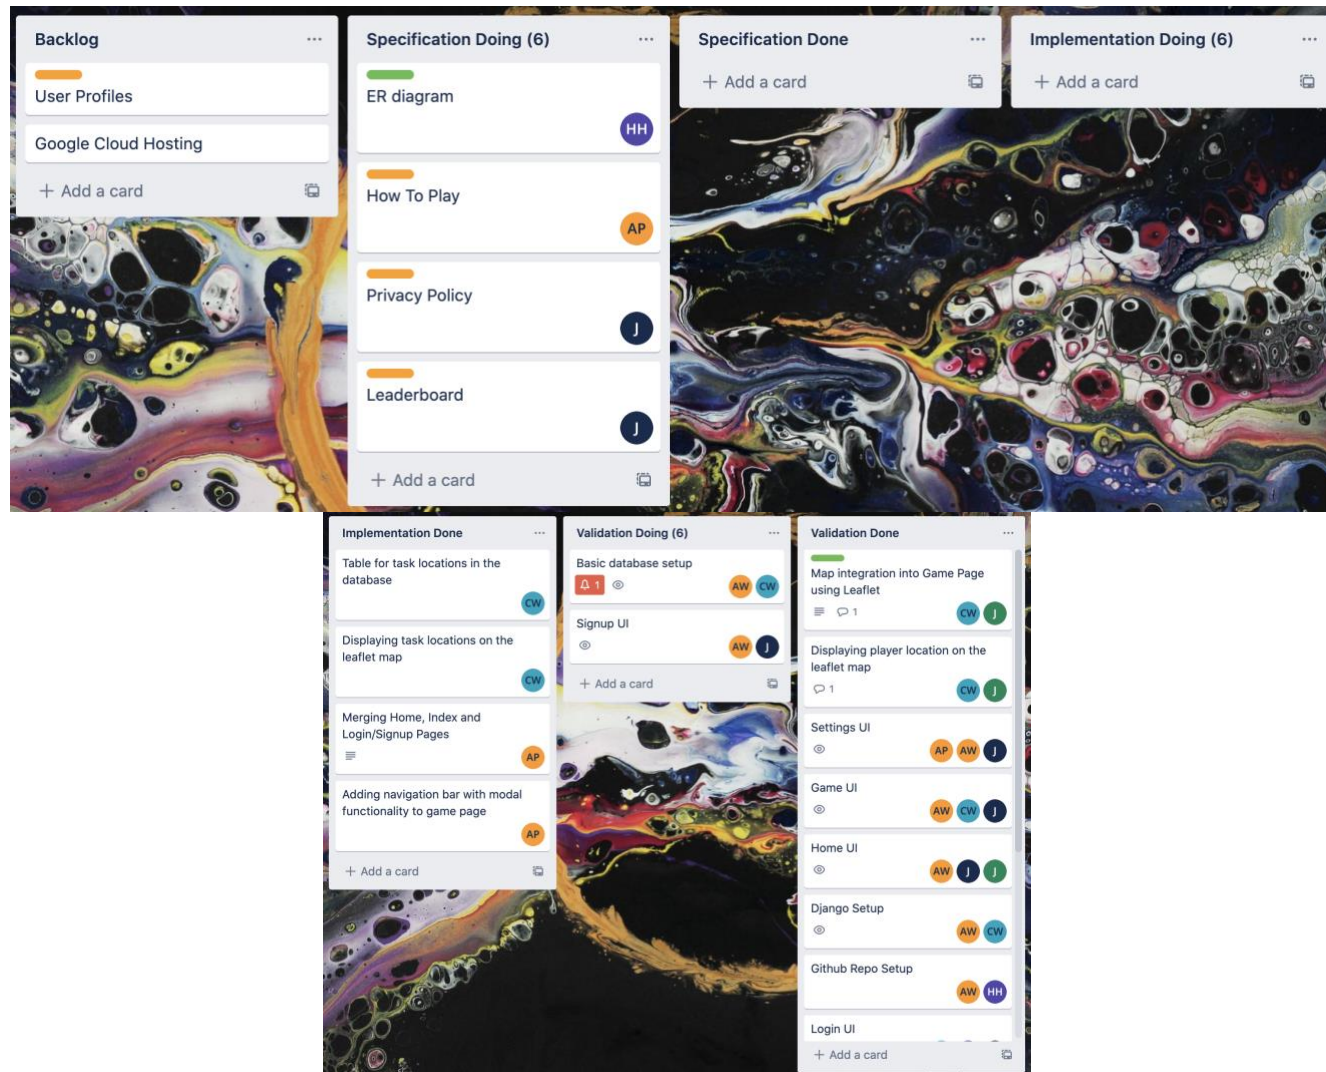 Backlog
User Profiles
Google Cloud Hosting
+ Add a card
Specification Doing (6)
ER diagram
HH
How To Play
AP
Privacy Policy
J
Leaderboard
J
+ Add a card
Specification Done
+ Add a card
Implementation Doing (6)
+ Add a card
Implementation Done
Table for task locations in the
database
CW
Displaying task locations on the
leaflet map
CW
Merging Home, Index and
Login/Signup Pages
AP
Adding navigation bar with modal
functionality to game page
AP
+ Add a card
Validation Doing (6)
Basic database setup
1 AW CW
Signup UI
AW J
+ Add a card
Validation Done
Map integration into Game Page
using Leaflet
1 CW J
Displaying player location on the
leaflet map
1 CW J
Settings UI
AP AW J
Game UI
AW CW J
Home UI
AW J J
Django Setup
AW CW
Github Repo Setup
AW HH
Login UI
+ Add a card